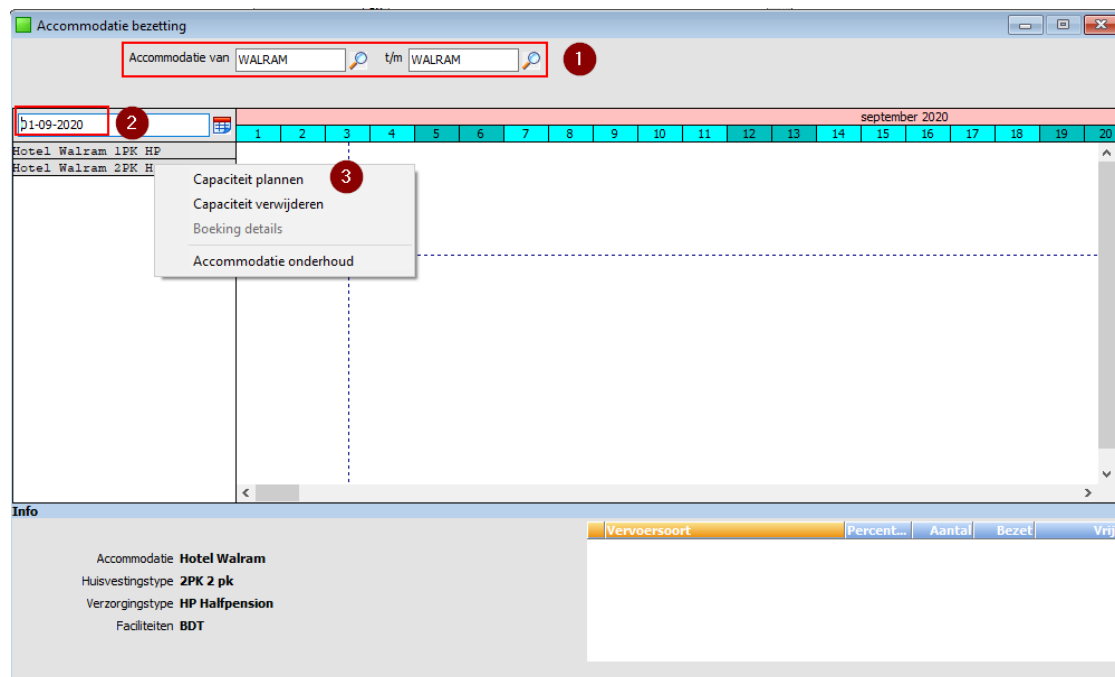 Accommodatie bezetting
Accommodatie van WALRAM t/m WALRAM 1
01-09-2020 2
september 2020
1 2 3 4 5 6 7 8 9 10 11 12 13 14 15 16 17 18 19 20
Hotel Walram 1PK HP
Hotel Walram 2PK H
Capaciteit plannen 3
Capaciteit verwijderen
Boeking details
Accommodatie onderhoud
Info
Vervoersoort Percent... Aantal Bezet Vrij
Accommodatie Hotel Walram
Huisvestingstype 2PK 2 pk
Verzorgingstype HP Halfpension
Faciliteiten BDT